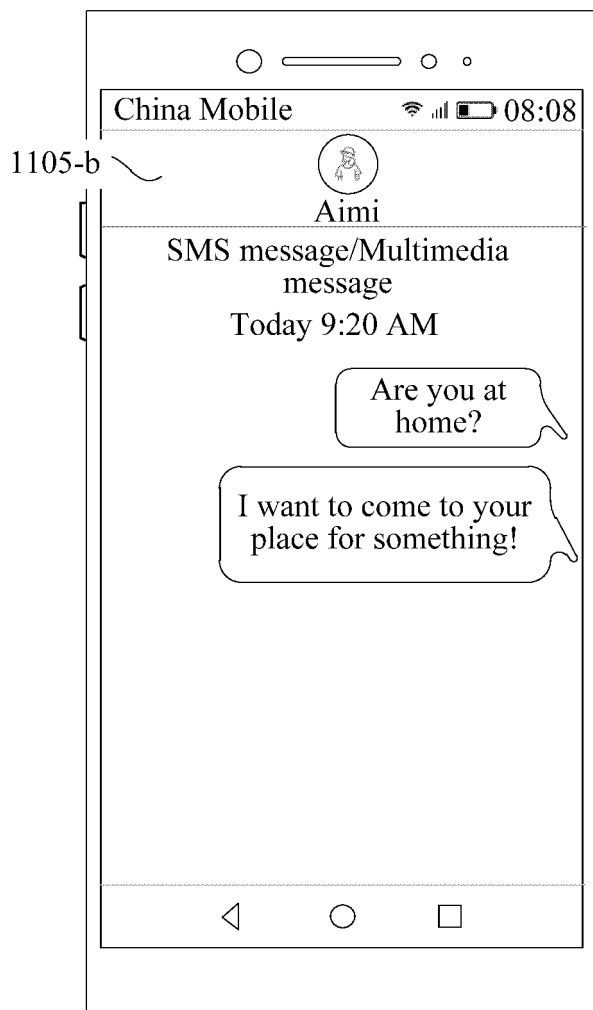 China Mobile 08:08
1105-b
Aimi
SMS message/Multimedia
message
Today 9:20 AM
Are you at
home?
I want to come to your
place for something!